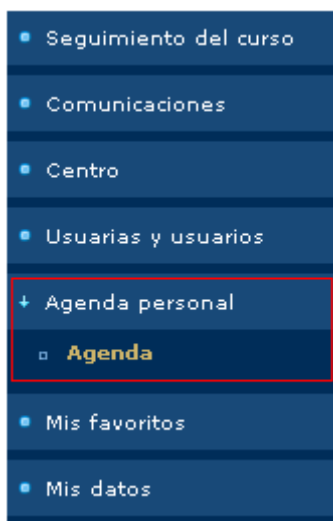 Seguimiento del curso
Comunicaciones
Centro
Usuarias y usuarios
Agenda personal
Agenda
Mis favoritos
Mis datos